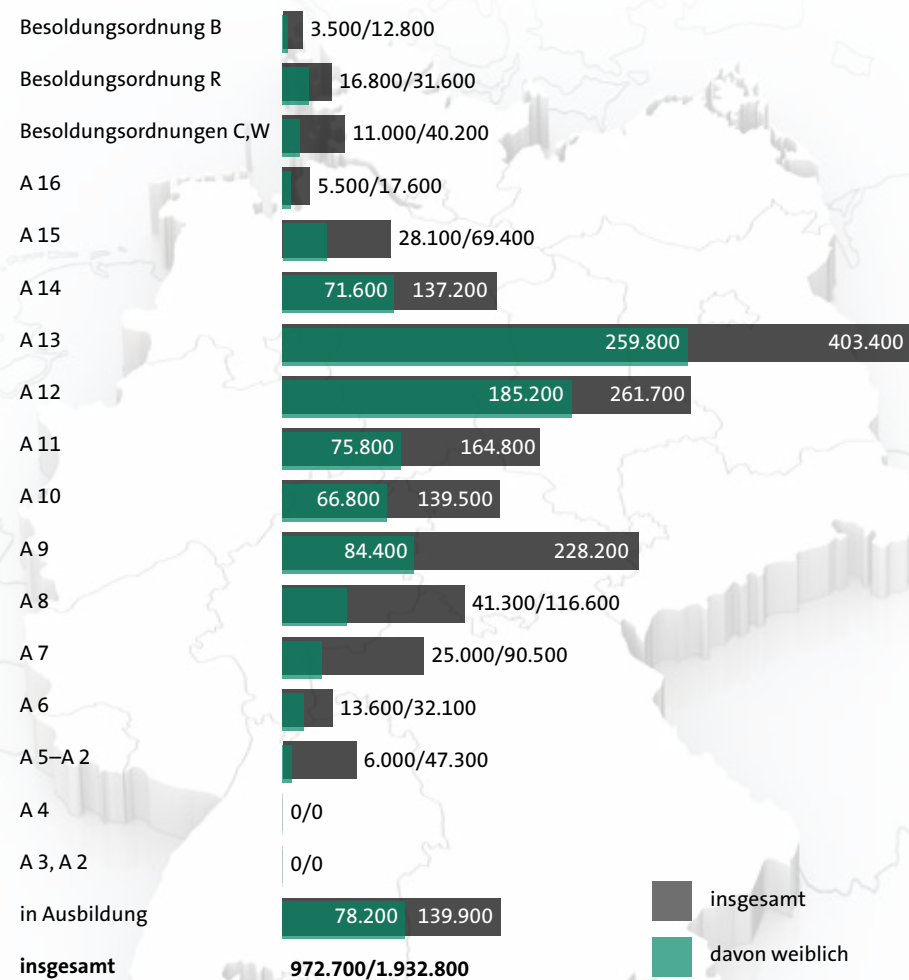 Besoldungsordnung B 3.500/12.800
Besoldungsordnung R 16.800/31.600
Besoldungsordnungen C,W 11.000/40.200
A 16 5.500/17.600
A 15 28.100/69.400
A 14 71.600 137.200
A 13 259.800 403.400
A 12 185.200 261.700
A 11 75.800 164.800
A 10 66.800 139.500
A 9 84.400 228.200
A 8 41.300/116.600
A 7 25.000/90.500
A 6 13.600/32.100
A 5–A 2 6.000/47.300
A 4 0/0
A 3, A 2 0/0
in Ausbildung 78.200 139.900
insgesamt 972.700/1.932.800
insgesamt
davon weiblich